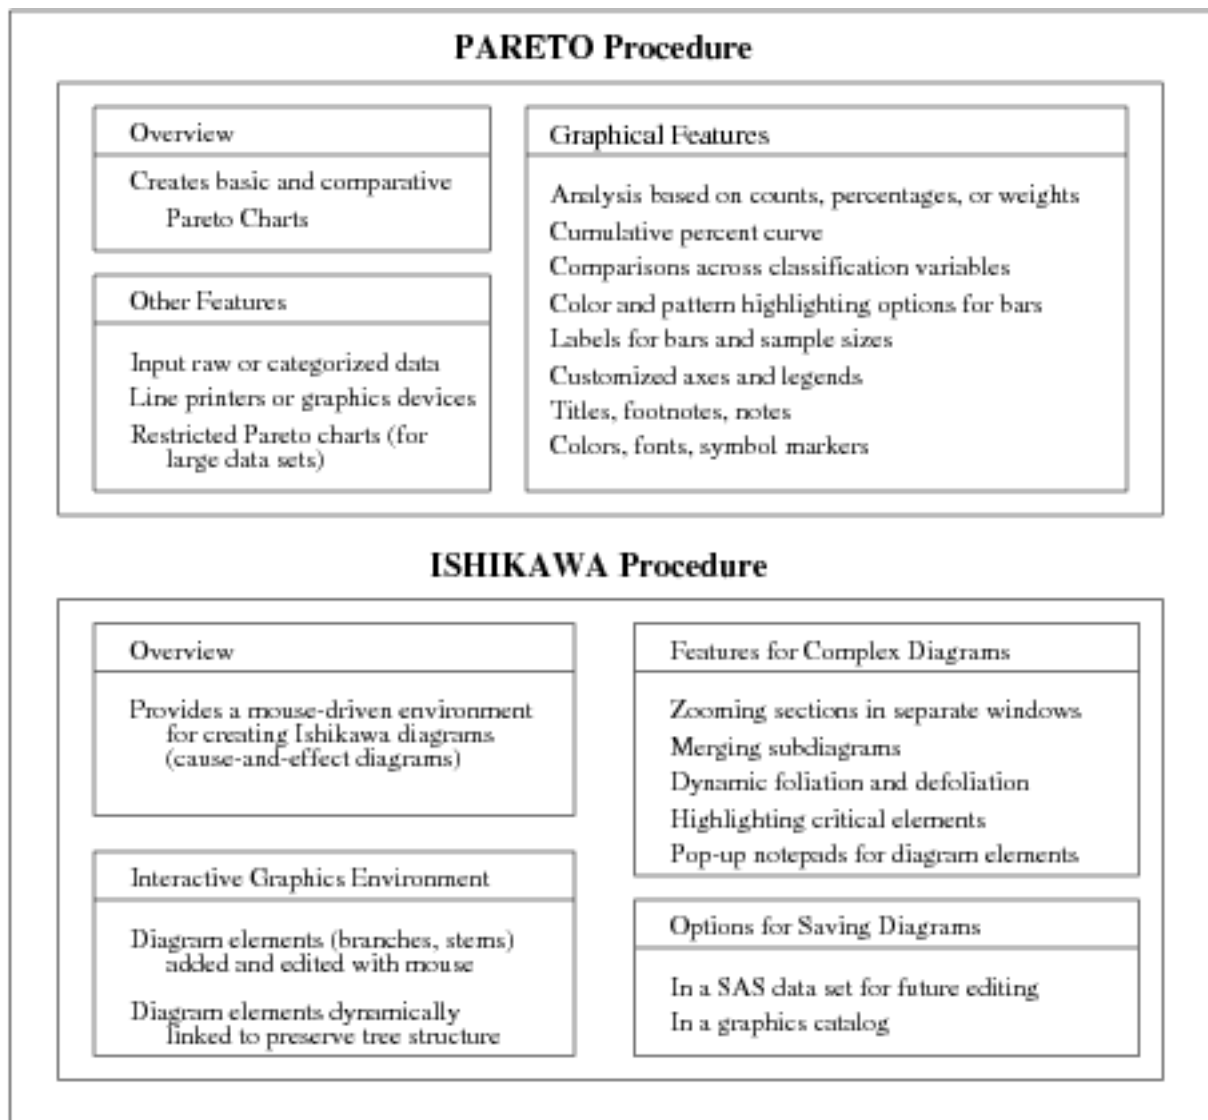 PARETO Procedure
Overview
Creates basic and comparative
Pareto Charts
Other Features
Input raw or categorized data
Line printers or graphics devices
Restricted Pareto charts (for
large data sets)
Graphical Features
Analysis based on counts, percentages, or weights
Cumulative percent curve
Comparisons across classification variables
Color and pattern highlighting options for bars
Labels for bars and sample sizes
Customized axes and legends
Titles, footnotes, notes
Colors, fonts, symbol markers
ISHIKAWA Procedure
Overview
Provides a mouse-driven environment
for creating Ishikawa diagrams
(cause-and-effect diagrams)
Interactive Graphics Environment
Diagram elements (branches, stems)
added and edited with mouse
Diagram elements dynamically
linked to preserve tree structure
Features for Complex Diagrams
Zooming sections in separate windows
Merging subdiagrams
Dynamic foliation and defoliation
Highlighting critical elements
Pop-up notepads for diagram elements
Options for Saving Diagrams
In a SAS data set for future editing
In a graphics catalog